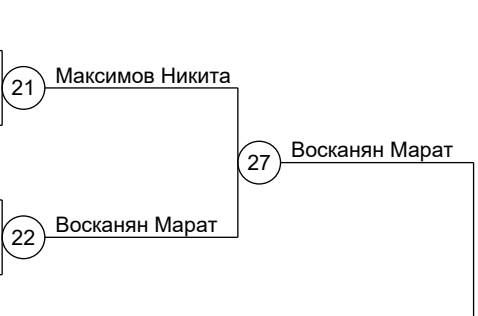 21 Максимов Никита
27 Восканян Марат
22 Восканян Марат